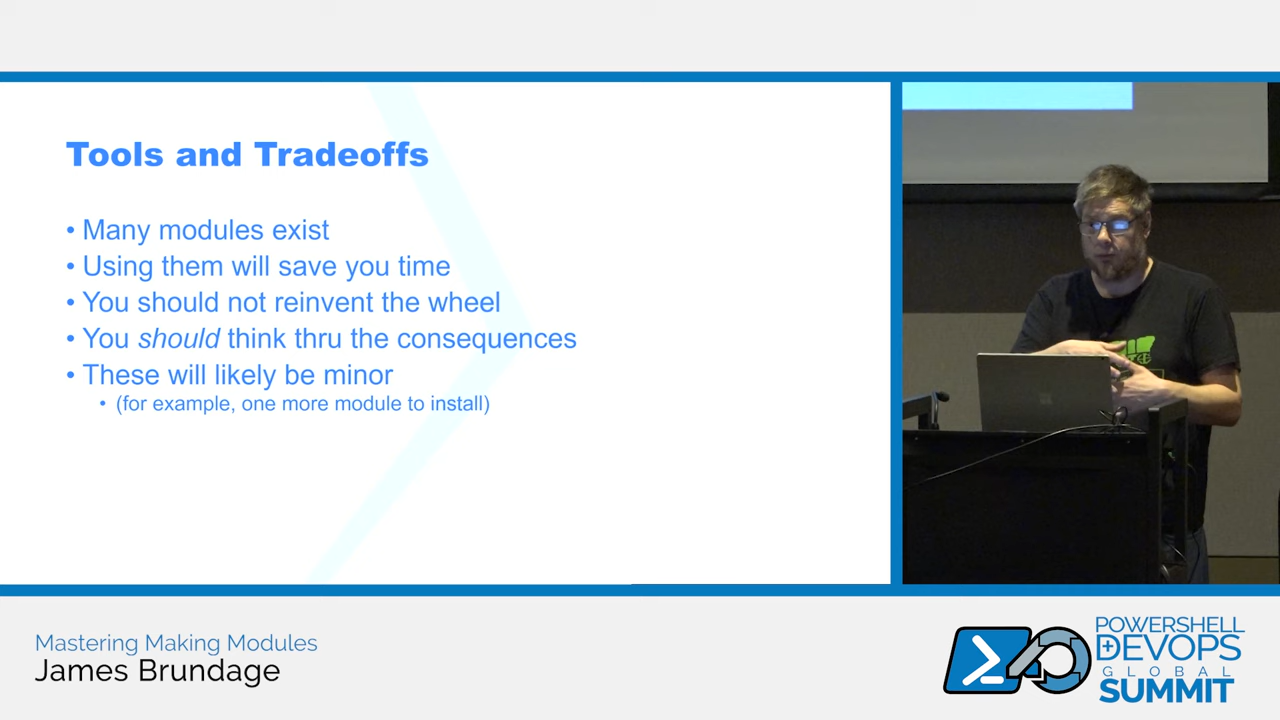 Tools and Tradeoffs
• Many modules exist
• Using them will save you time
• You should not reinvent the wheel
• You should think thru the consequences
• These will likely be minor
• (for example, one more module to install)
Mastering Making Modules
James Brundage
POWERSHELL
DEVOPS
GLOBAL
SUMMIT